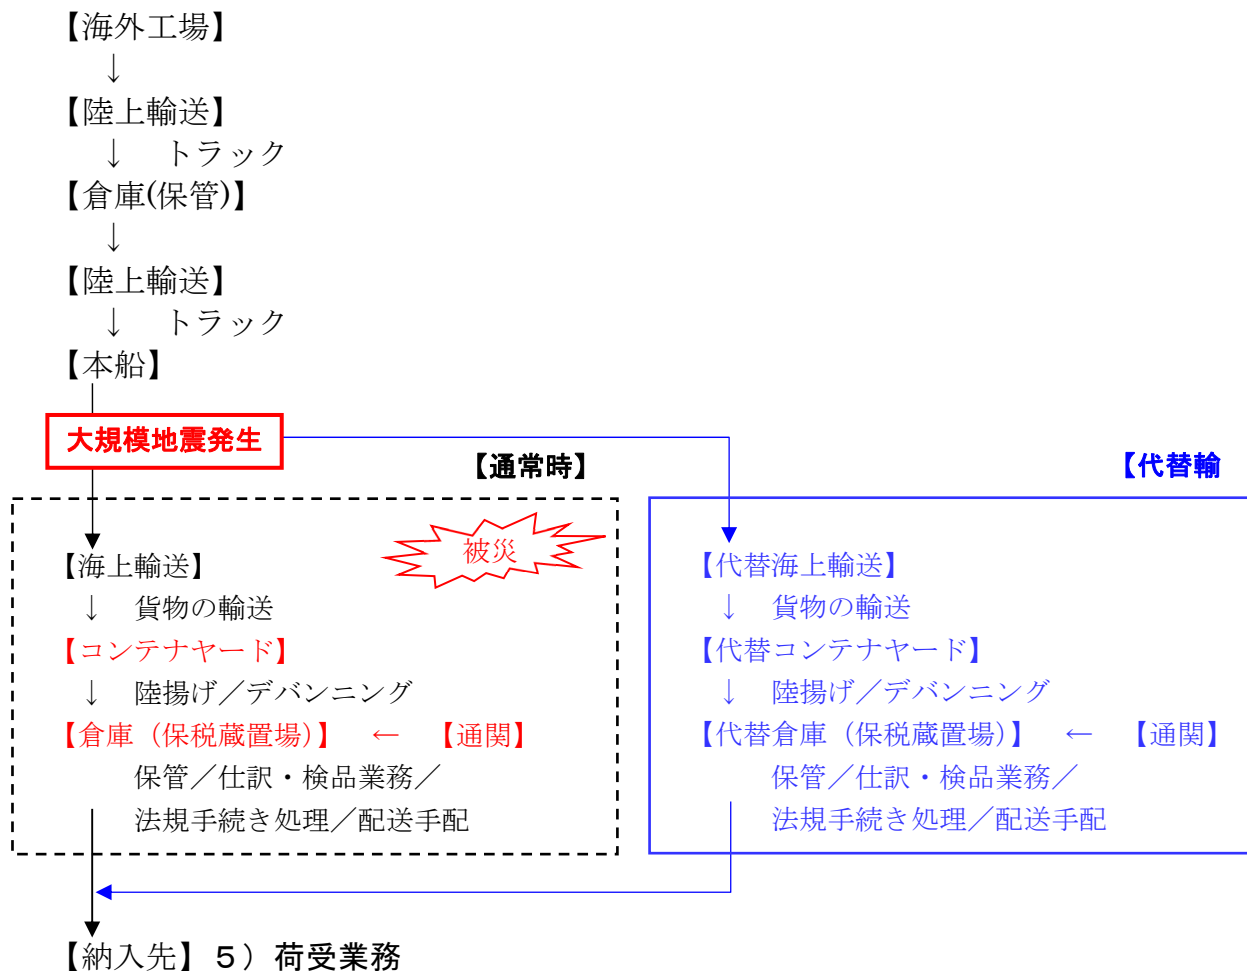 【海外工場】
↓
【陸上輸送】
↓　トラック
【倉庫(保管)】
↓
【陸上輸送】
↓　トラック
【本船】
大規模地震発生
【通常時】
被災
【海上輸送】
↓　貨物の輸送
【コンテナヤード】
↓　陸揚げ／デバンニング
【倉庫（保税蔵置場）】　←　【通関】
保管／仕訳・検品業務／
法規手続き処理／配送手配
【代替輸
【代替海上輸送】
↓　貨物の輸送
【代替コンテナヤード】
↓　陸揚げ／デバンニング
【代替倉庫（保税蔵置場）】　←　【通関】
保管／仕訳・検品業務／
法規手続き処理／配送手配
【納入先】５）荷受業務